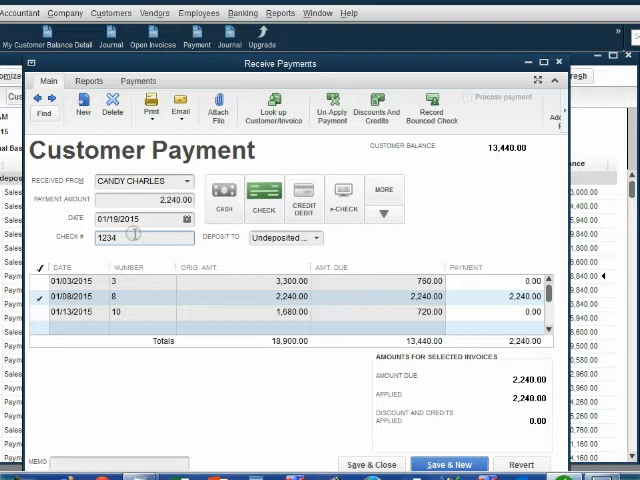 Accountant Company Customers Vendors Employees Banking Reports Window Help
My Customer Balance Detail Journal Open Invoices Payment Journal Upgrade
Receive Payments
Main Reports Payments
Find New Delete Print Email Attach File Look up Customer/Invoice Un-Apply Payment Discounts And Credits Record Bounced Check Process payment
Customer Payment
CUSTOMER BALANCE 13,440.00
RECEIVED FROM CANDY CHARLES
PAYMENT AMOUNT 2,240.00
DATE 01/19/2015
CHECK # 1234
CASH CHECK CREDIT DEBIT e-CHECK MORE
DEPOSIT TO Undeposited ...
DATE NUMBER ORIG. AMT. AMT. DUE PAYMENT
01/03/2015 3 3,300.00 760.00 0.00
01/08/2015 8 2,240.00 2,240.00 2,240.00
01/13/2015 10 1,680.00 720.00 0.00
Totals 18,900.00 13,440.00 2,240.00
AMOUNTS FOR SELECTED INVOICES
AMOUNT DUE 2,240.00
APPLIED 2,240.00
DISCOUNT AND CREDITS APPLIED 0.00
MEMO
Save & Close Save & New Revert